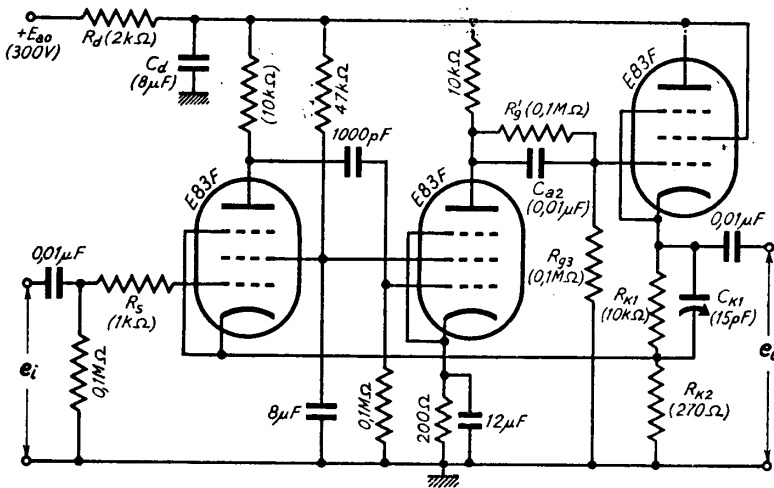 +Eao
(300V)
Rd (2kΩ)
Cd
(8μF)
(10kΩ)
47kΩ
10kΩ
1000pF
E83F
E83F
E83F
R'g (0,1MΩ)
Ca2
(0,01μF)
0,01μF
0,01μF
Rs
(1kΩ)
Rg3
(0,1MΩ)
RK1
(10kΩ)
CK1
(15pF)
ei
0,1MΩ
8μF
0,1MΩ
200Ω
12μF
RK2
(270Ω)